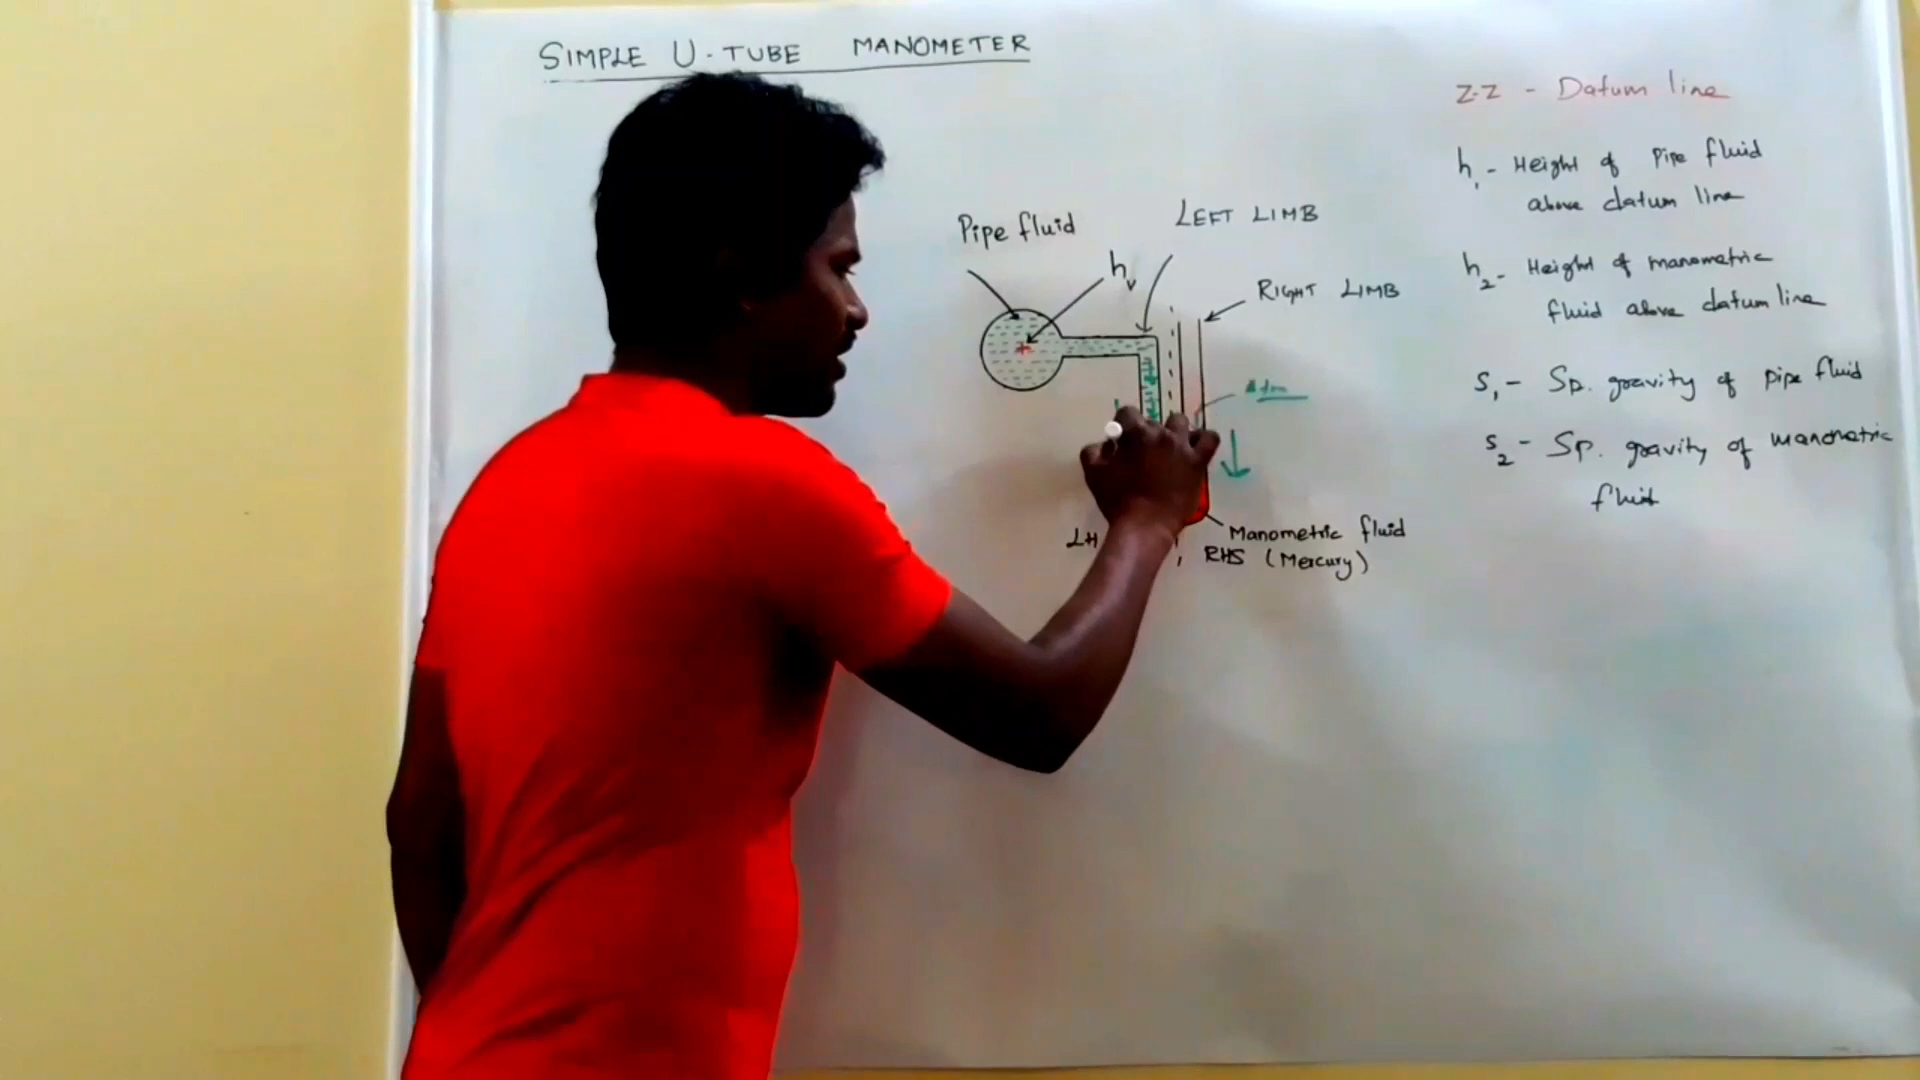 SIMPLE U-TUBE MANOMETER
Z-Z - Datum line
h1 - Height of Pipe fluid
above datum line
h2 - Height of manometric
fluid above datum line
S1 - Sp. gravity of pipe fluid
S2 - Sp. gravity of manometric
fluid
Pipe fluid
LEFT LIMB
h
RIGHT LIMB
Atm
Manometric fluid
LH
RHS (Mercury)